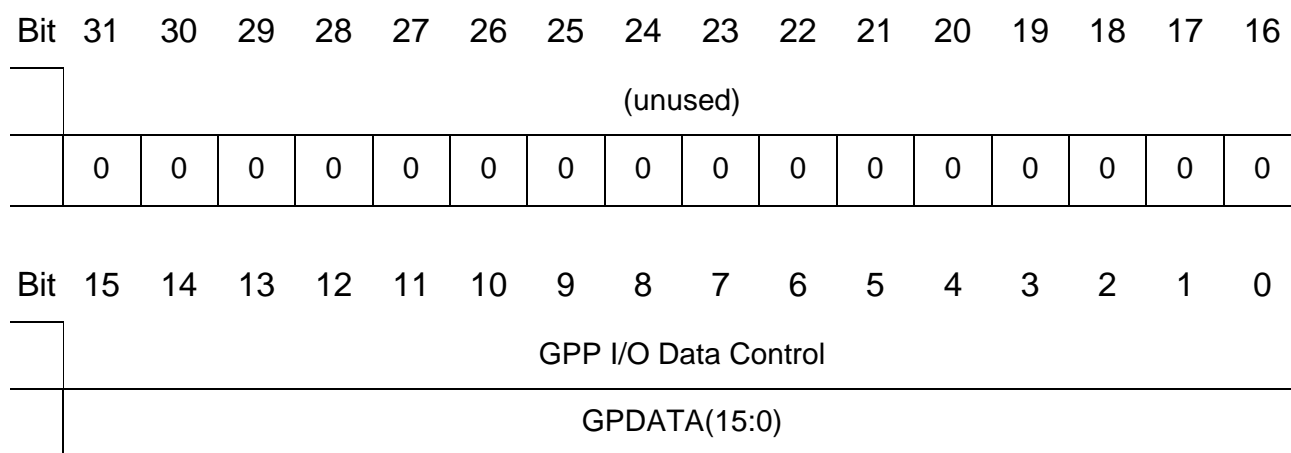 Bit 31 30 29 28 27 26 25 24 23 22 21 20 19 18 17 16
(unused)
0 0 0 0 0 0 0 0 0 0 0 0 0 0 0 0
Bit 15 14 13 12 11 10 9 8 7 6 5 4 3 2 1 0
GPP I/O Data Control
GPDATA(15:0)